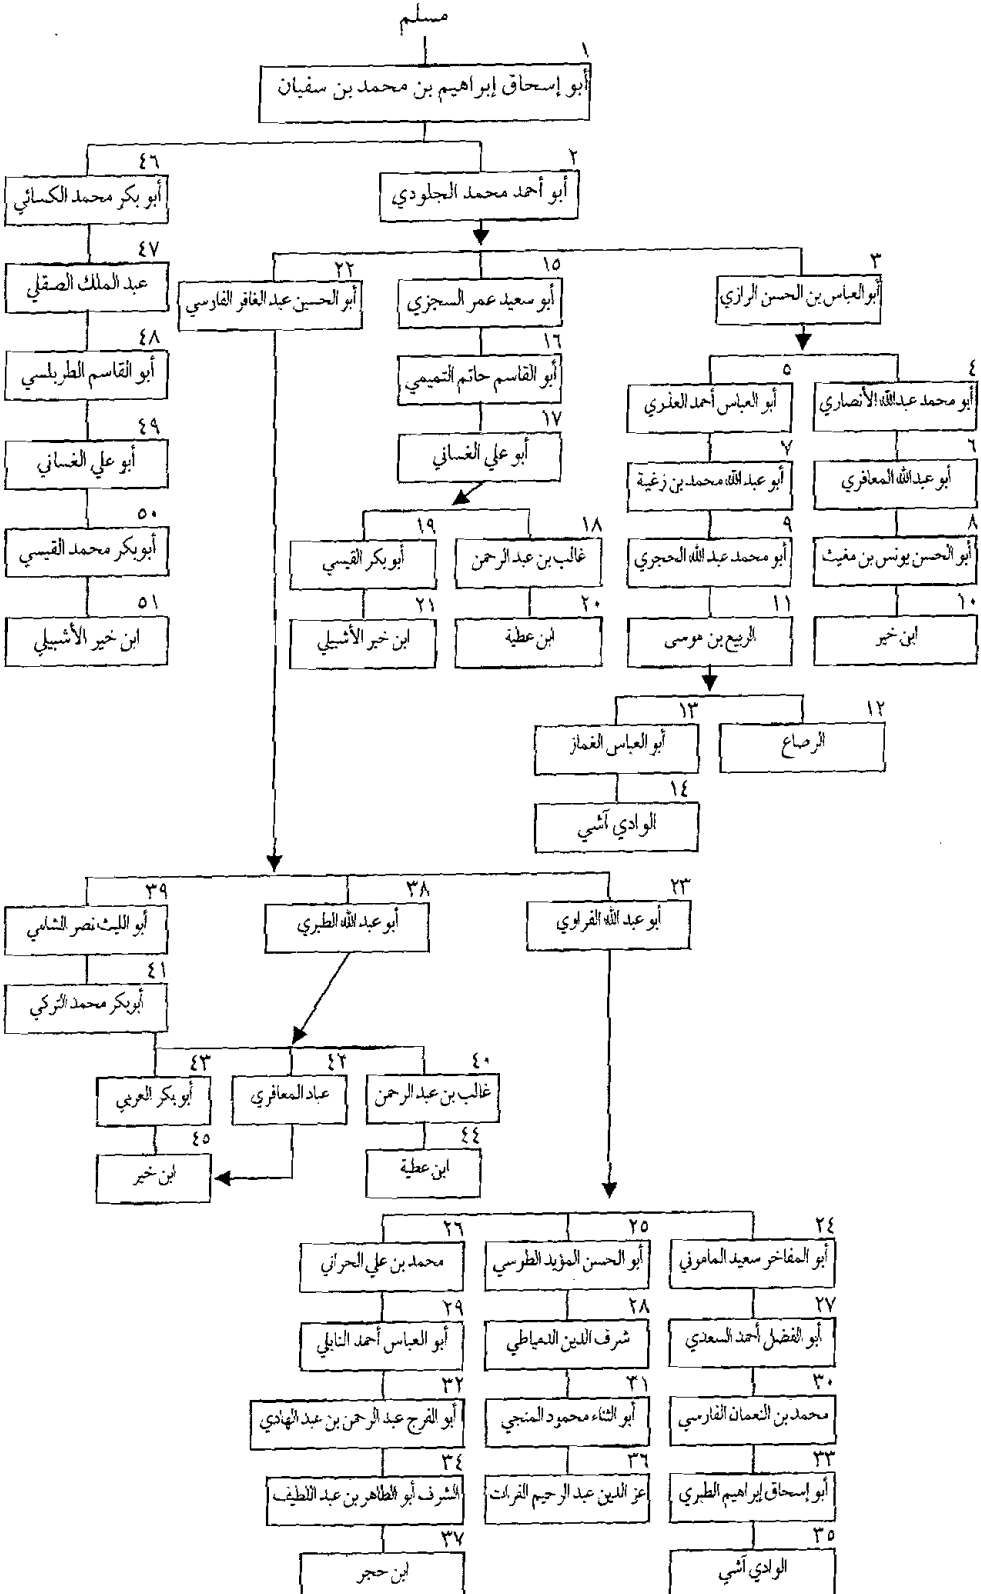 مسلم
١
أبو إسحاق إبراهيم بن محمد بن سفيان
٢
أبو أحمد محمد الجلودي
٤٦
أبو بكر محمد الكسائي
٣
أبو العباس بن الحسن الرازي
١٥
أبو سعيد عمر السجزي
٢٢
أبو الحسين عبد الغافر الفارسي
٤٧
عبد الملك الصقلي
٤
أبو محمد عبدالله الأنصاري
٥
أبو العباس أحمد العذري
١٦
أبو القاسم حاتم التميمي
٤٨
أبو القاسم الطربلسي
٦
أبو عبدالله المعافري
٧
أبو عبدالله محمد بن زغيبة
١٧
أبو علي الغساني
٤٩
أبو علي الغساني
٨
أبو الحسن يونس بن مغيث
٩
أبو محمد عبد الله الحجري
١٨
غالب بن عبد الرحمن
١٩
أبو بكر القيسي
٥٠
أبو بكر محمد القيسي
١٠
ابن خير
١١
الربيع بن موسى
٢٠
ابن عطية
٢١
ابن خير الأشبيلي
٥١
ابن خير الأشبيلي
١٢
الرصاع
١٣
أبو العباس الغماز
١٤
الوادي آشي
٢٣
أبو عبد الله الفراوي
٣٨
أبو عبد الله الطبري
٣٩
أبو الليث نصر الشامي
٤١
أبو بكر محمد التركي
٤٠
غالب بن عبد الرحمن
٤٢
عباد المعافري
٤٣
أبو بكر العربي
٤٤
ابن عطية
٤٥
ابن خير
٢٤
أبو المفاخر سعيد الماموني
٢٥
أبو الحسن المؤيد الطوسي
٢٦
محمد بن علي الحراني
٢٧
أبو الفضل أحمد السعدي
٢٨
شرف الدين الدمياطي
٢٩
أبو العباس أحمد النابلي
٣٠
محمد بن النعمان الفارسي
٣١
أبو الثناء محمود المنجي
٣٢
أبو الفرج عبد الرحمن بن عبد الهادي
٣٣
أبو إسحاق إبراهيم الطبري
٣٦
عز الدين عبد الرحيم الفرات
٣٤
الشرف أبو الطاهر بن عبد اللطيف
٣٥
الوادي آشي
٣٧
ابن حجر